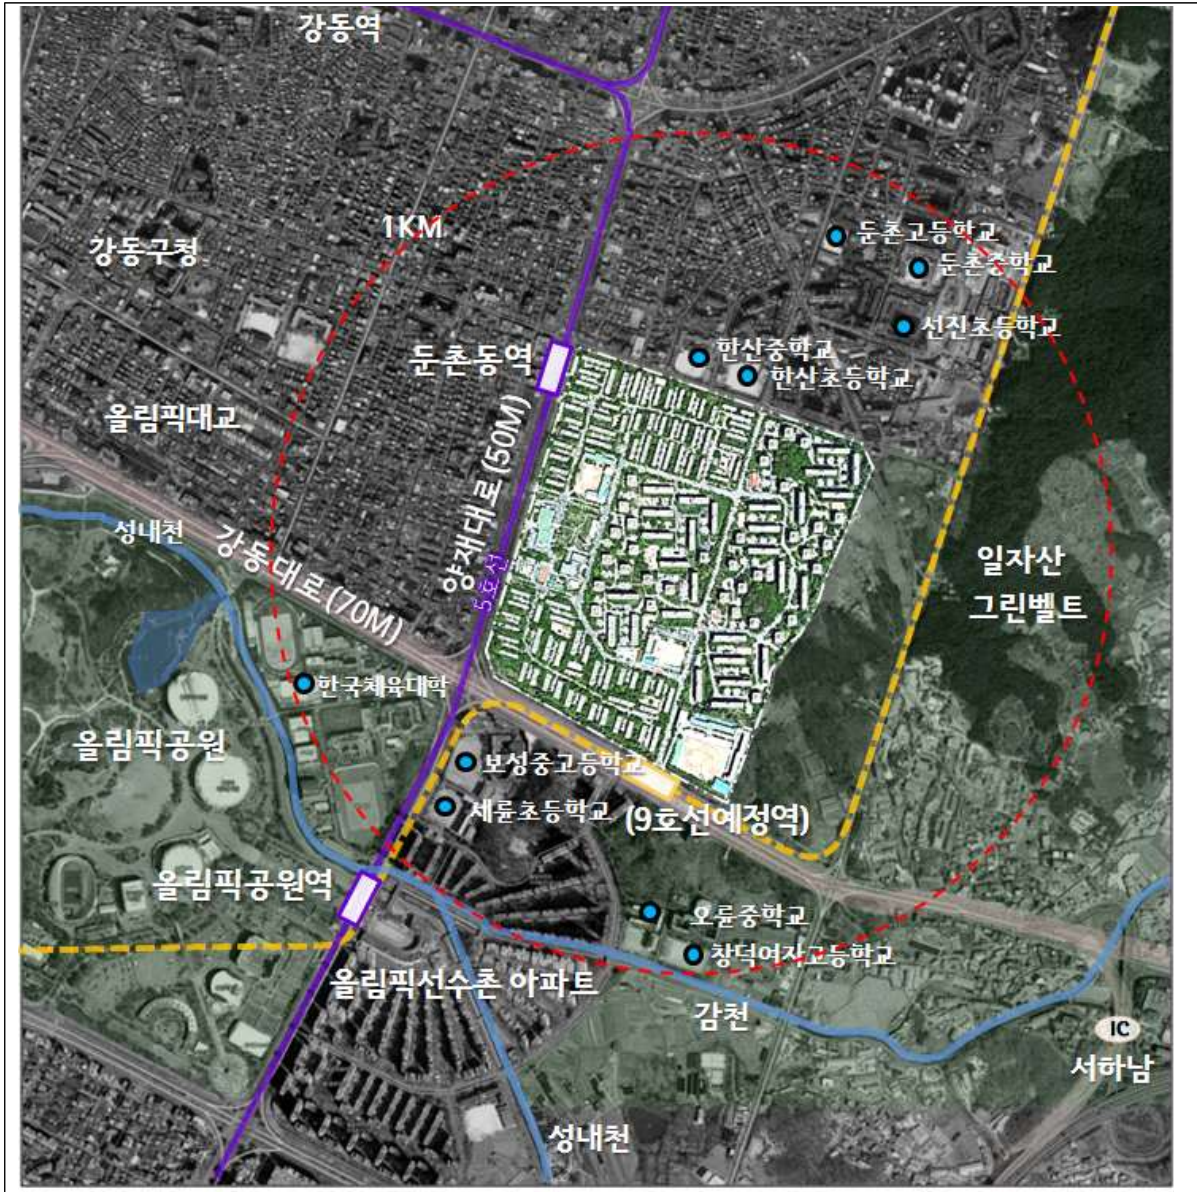 강동역
1KM
강동구청
둔촌고등학교
둔촌중학교
선진초등학교
둔촌동역
한산중학교
한산초등학교
올림픽대교
양재대로 (50M)
5호선
성내천
강동대로 (70M)
일자산
그린벨트
한국체육대학
올림픽공원
보성중고등학교
세륜초등학교
(9호선예정역)
올림픽공원역
오륜중학교
창덕여자고등학교
올림픽선수촌 아파트
감천
IC
서하남
성내천